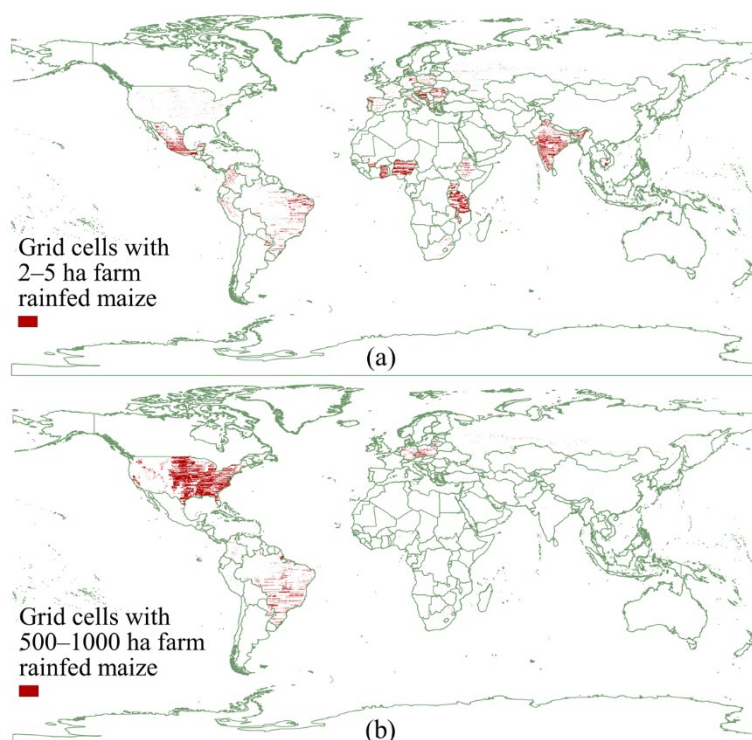 Grid cells with
2–5 ha farm
rainfed maize
(a)
Grid cells with
500–1000 ha farm
rainfed maize
(b)